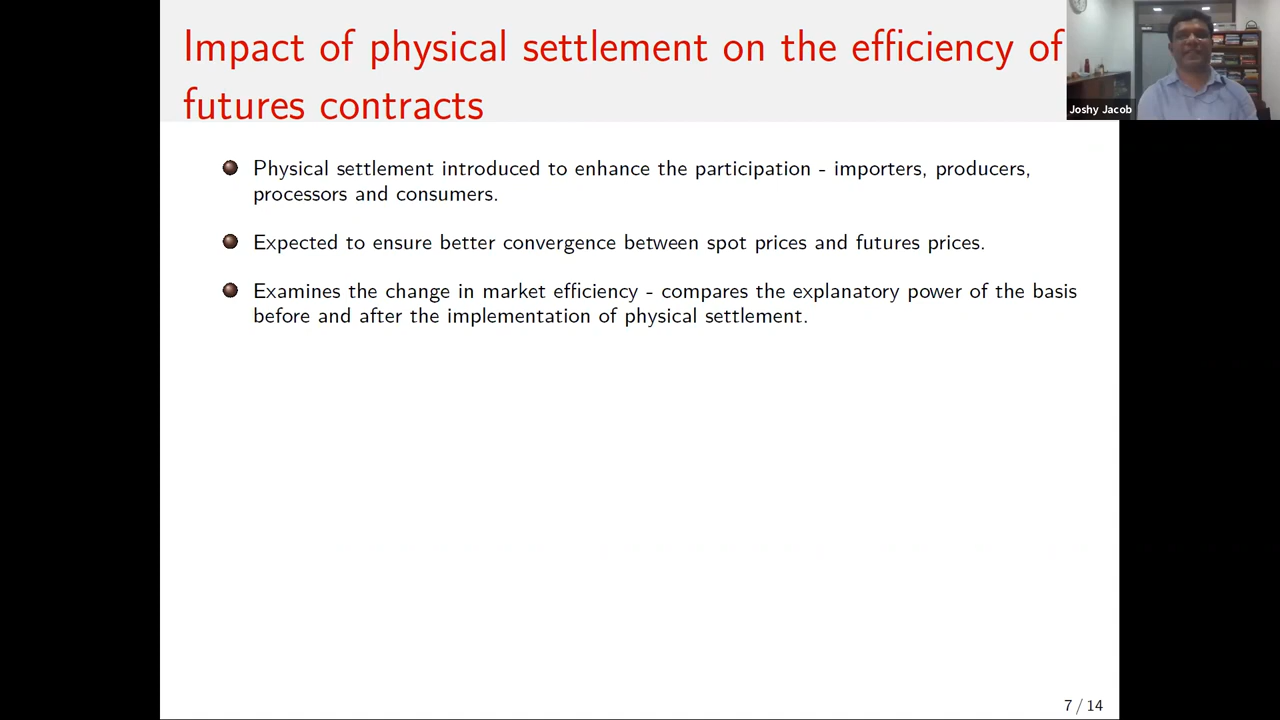 Impact of physical settlement on the efficiency of
futures contracts
Joshy Jacob
Physical settlement introduced to enhance the participation - importers, producers,
processors and consumers.
Expected to ensure better convergence between spot prices and futures prices.
Examines the change in market efficiency - compares the explanatory power of the basis
before and after the implementation of physical settlement.
7 / 14